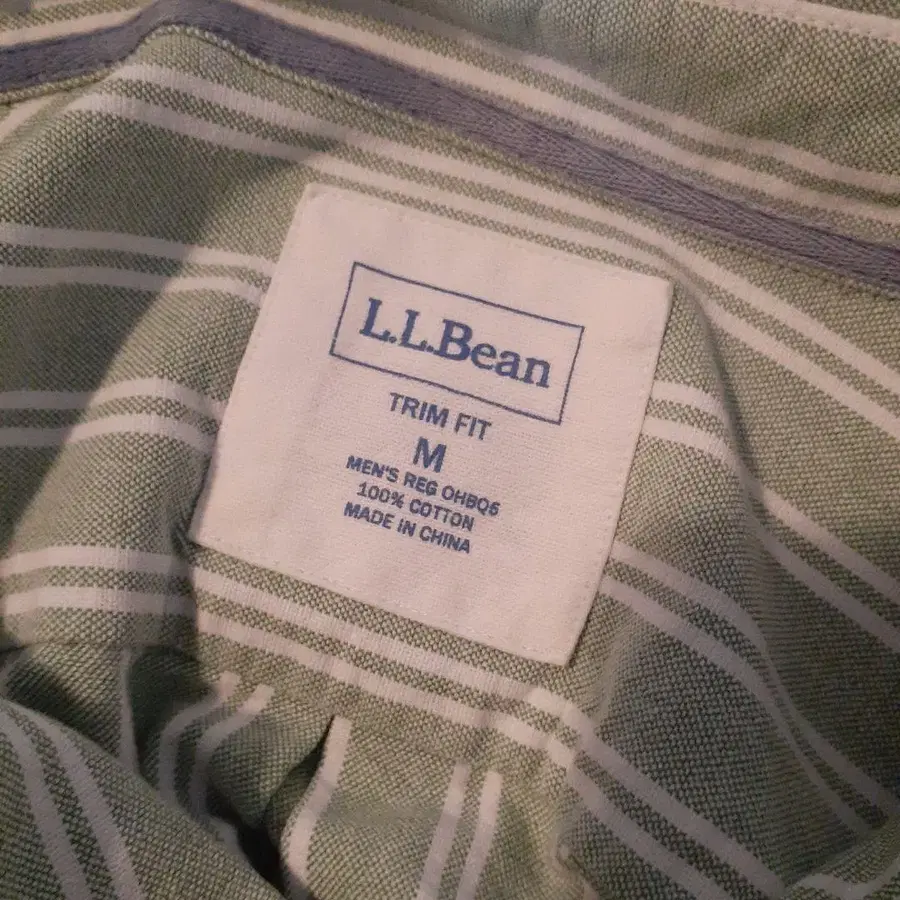 L.L.Bean
TRIM FIT
M
MEN'S REG OHBQ6
100% COTTON
MADE IN CHINA